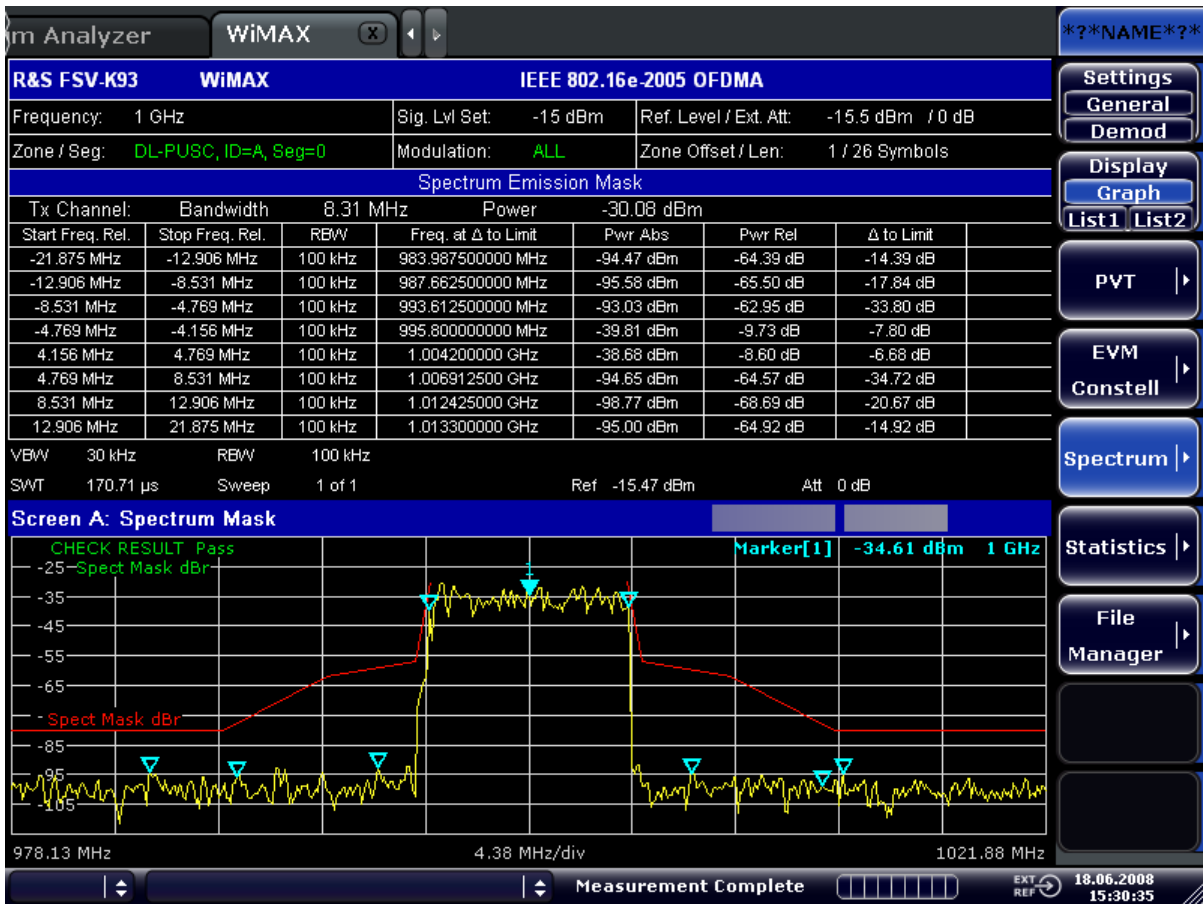 m Analyzer WiMAX X *?*NAME*?*
R&S FSV-K93 WiMAX IEEE 802.16e-2005 OFDMA
Frequency: 1 GHz Sig. Lvl Set: -15 dBm Ref. Level / Ext. Att: -15.5 dBm / 0 dB
Zone / Seg: DL-PUSC, ID=A, Seg=0 Modulation: ALL Zone Offset / Len: 1 / 26 Symbols
Spectrum Emission Mask
Tx Channel: Bandwidth 8.31 MHz Power -30.08 dBm
Start Freq. Rel. Stop Freq. Rel. RBW Freq. at Δ to Limit Pwr Abs Pwr Rel Δ to Limit
-21.875 MHz -12.906 MHz 100 kHz 983.987500000 MHz -94.47 dBm -64.39 dBm -14.39 dB
-12.906 MHz -8.531 MHz 100 kHz 987.662500000 MHz -95.58 dBm -65.50 dBm -17.84 dB
-8.531 MHz -4.769 MHz 100 kHz 993.612500000 MHz -93.03 dBm -62.95 dBm -33.80 dB
-4.769 MHz -4.156 MHz 100 kHz 995.800000000 MHz -39.81 dBm -9.73 dBm -7.80 dB
4.156 MHz 4.769 MHz 100 kHz 1.004200000 GHz -38.68 dBm -8.60 dB -6.68 dB
4.769 MHz 8.531 MHz 100 kHz 1.006912500 GHz -94.65 dBm -64.57 dB -34.72 dB
8.531 MHz 12.906 MHz 100 kHz 1.012425000 GHz -98.77 dBm -68.69 dB -20.67 dB
12.906 MHz 21.875 MHz 100 kHz 1.013300000 GHz -95.00 dBm -64.92 dB -14.92 dB
VBW 30 kHz RBW 100 kHz
SWT 170.71 µs Sweep 1 of 1 Ref -15.47 dBm Att 0 dB
Screen A: Spectrum Mask
CHECK RESULT Pass Marker[1] -34.61 dBm 1 GHz
-25 Spect Mask dBr
-35
-45
-55
-65
Spect Mask dBr
-85
-95
-105
1
978.13 MHz 4.38 MHz/div 1021.88 MHz
Measurement Complete EXT REF 18.06.2008 15:30:35
Settings
General
Demod
Display
Graph
List1 List2
PVT
EVM
Constell
Spectrum
Statistics
File
Manager